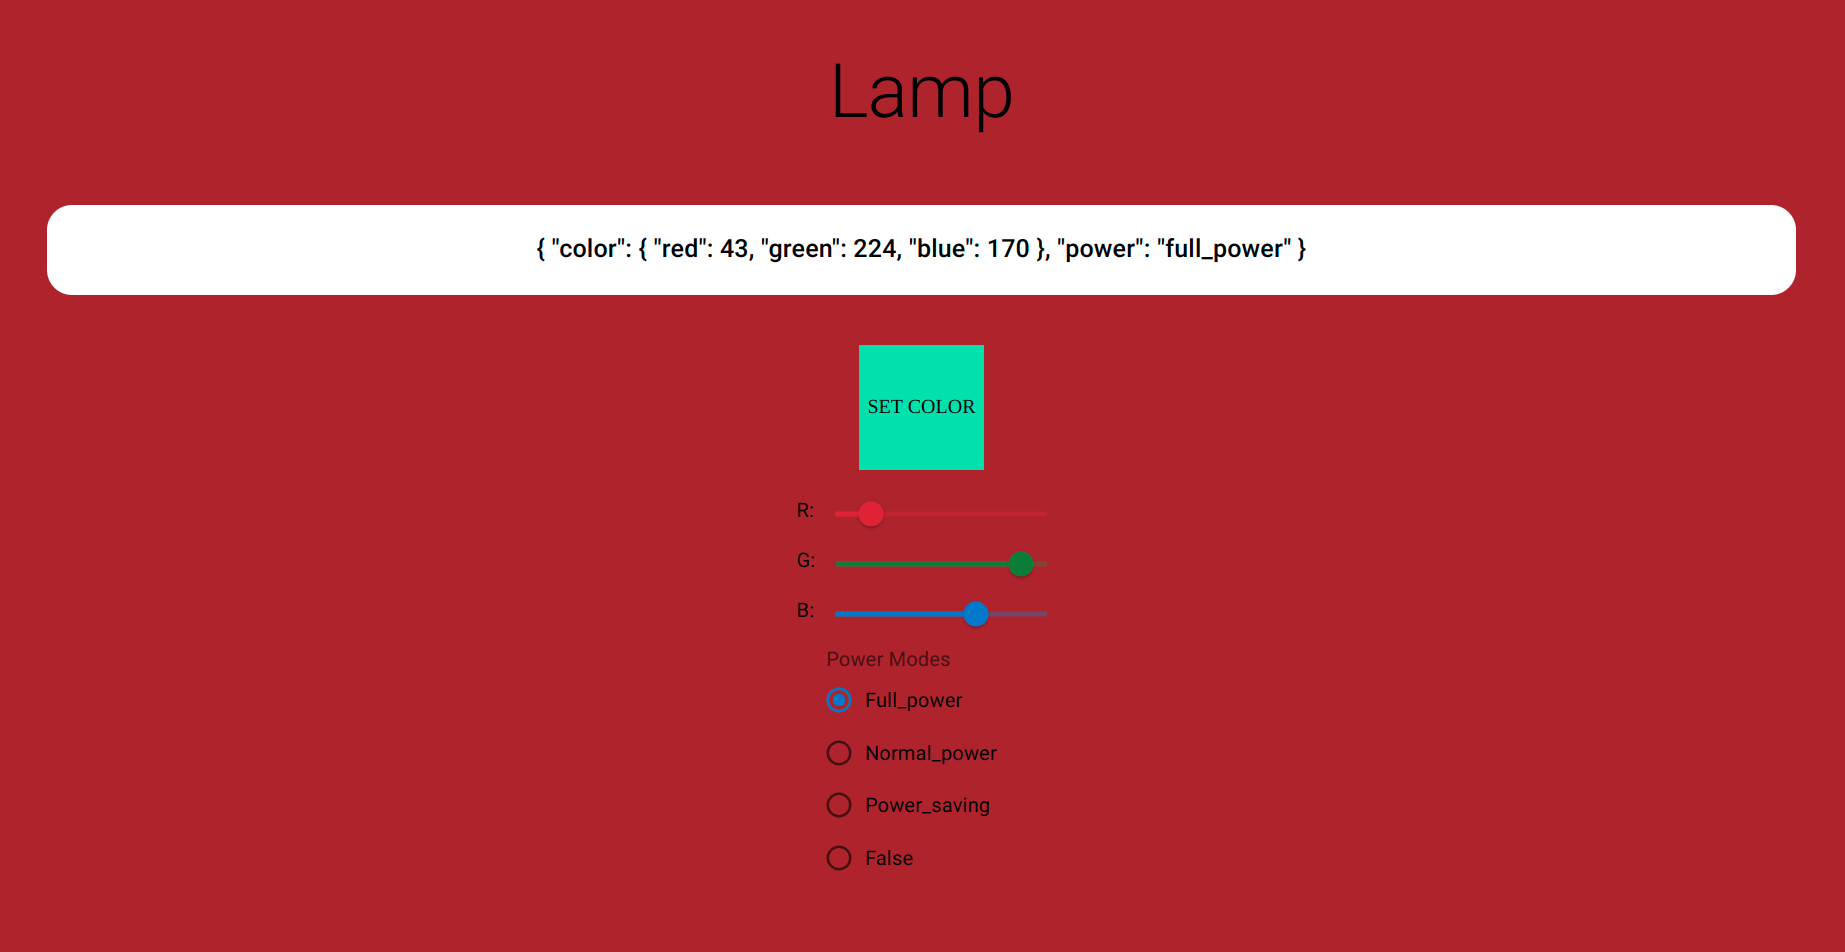 Lamp
{ "color": { "red": 43, "green": 224, "blue": 170 }, "power": "full_power" }
SET COLOR
R:
G:
B:
Power Modes
Full_power
Normal_power
Power_saving
False